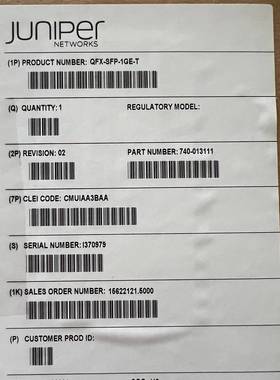 JUNIPER
NETWORKS
(1P) PRODUCT NUMBER: QFX-SFP-1GE-T
(Q) QUANTITY: 1 REGULATORY MODEL:
(2P) REVISION: 02 PART NUMBER: 740-013111
(7P) CLEI CODE: CMUIAA3BAA
(S) SERIAL NUMBER: I370979
(1K) SALES ORDER NUMBER: 15622121.5000
(P) CUSTOMER PROD ID: